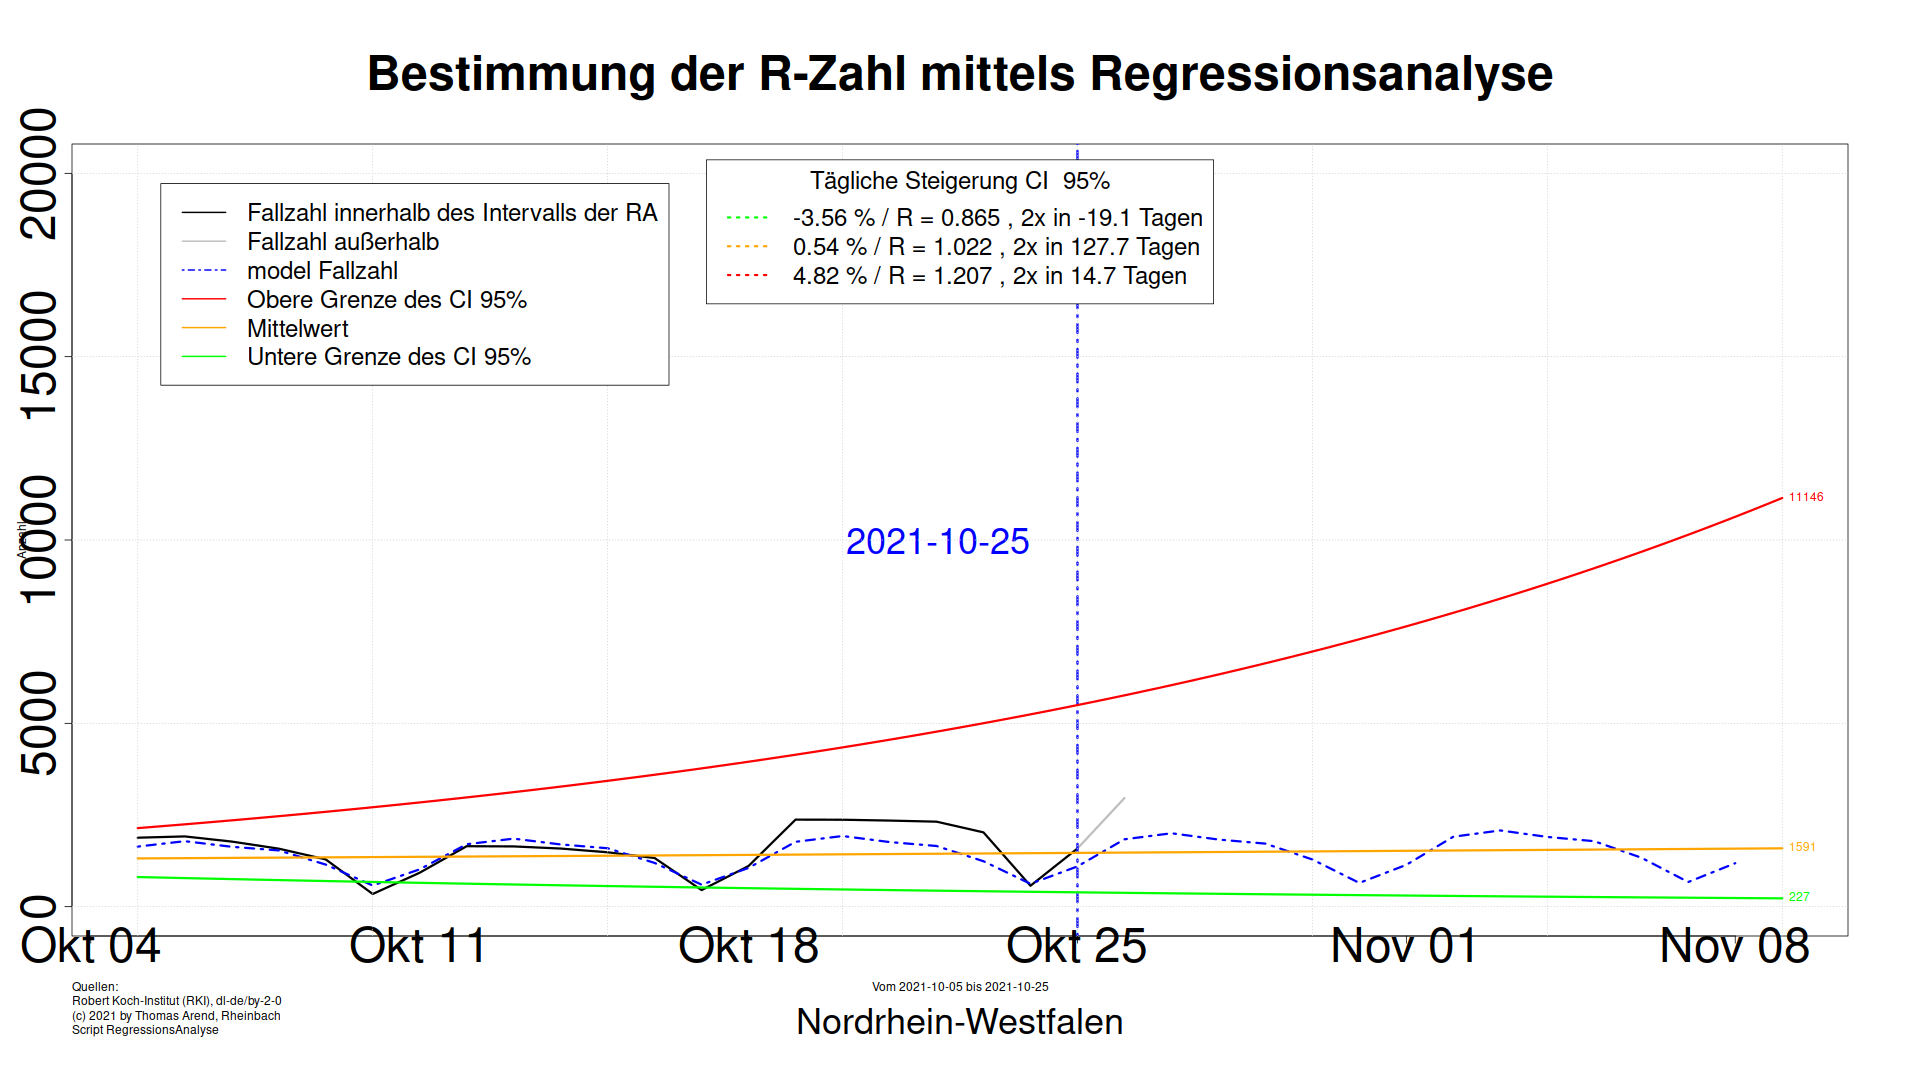 Bestimmung der R-Zahl mittels Regressionsanalyse
Fallzahl innerhalb des Intervalls der RA
Fallzahl außerhalb
model Fallzahl
Obere Grenze des CI 95%
Mittelwert
Untere Grenze des CI 95%
Tägliche Steigerung CI  95%
-3.56 % / R = 0.865 , 2x in -19.1 Tagen
0.54 % / R = 1.022 , 2x in 127.7 Tagen
4.82 % / R = 1.207 , 2x in 14.7 Tagen
20000
15000
10000
5000
0
Anzahl
2021-10-25
11146
1591
227
Okt 04
Okt 11
Okt 18
Okt 25
Nov 01
Nov 08
Quellen:
Robert Koch-Institut (RKI), dl-de/by-2-0
(c) 2021 by Thomas Arend, Rheinbach
Script RegressionsAnalyse
Vom 2021-10-05 bis 2021-10-25
Nordrhein-Westfalen